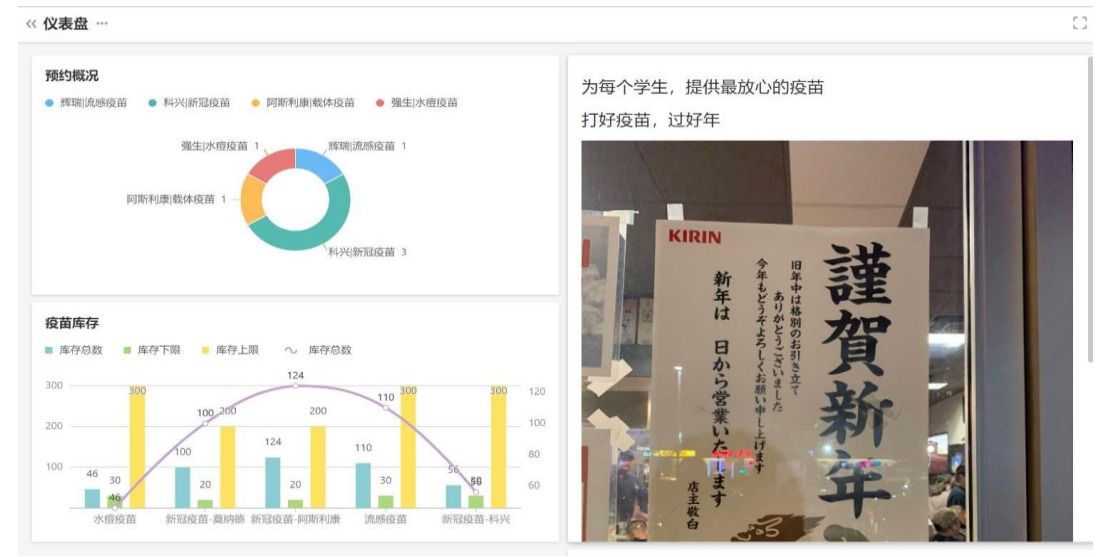 仪表盘 ···
预约概况
辉瑞|流感疫苗
科兴|新冠疫苗
阿斯利康|载体疫苗
强生|水痘疫苗
强生|水痘疫苗 1
辉瑞|流感疫苗 1
阿斯利康|载体疫苗 1
科兴|新冠疫苗 3
疫苗库存
库存总数
库存下限
库存上限
库存总数
300
200
100
120
100
80
60
46
30
46
300
100
100
20
200
124
124
20
200
110
110
30
300
56
300
水痘疫苗
新冠疫苗-莫纳德
新冠疫苗-阿斯利康
流感疫苗
新冠疫苗-科兴
为每个学生，提供最放心的疫苗
打好疫苗，过好年
KIRIN
謹賀新年
旧年中は格別のお引き立て
ありがとうございました
今年もどうぞよろしくお願い申し上げます
新年は 日から営業いたします
店主敬白